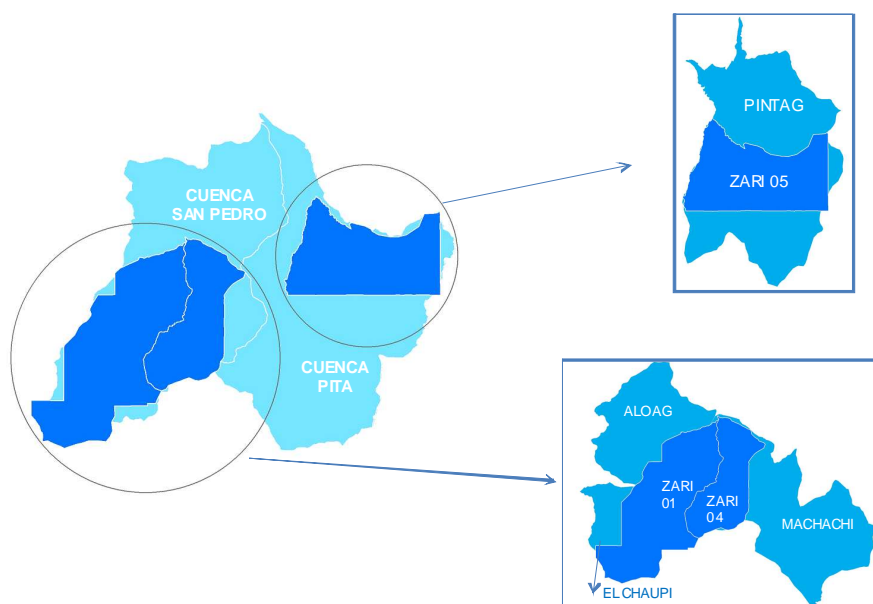 CUENCA
SAN PEDRO
CUENCA
PITA
PINTAG
ZARI 05
ALOAG
ZARI
01
ZARI
04
MACHACHI
EL CHAUPI